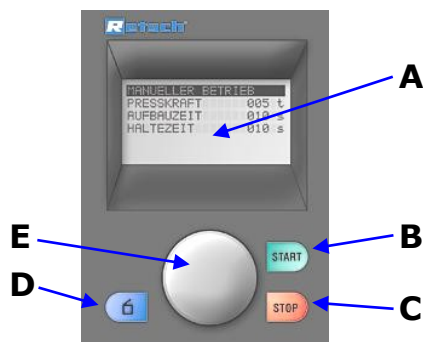 Retsch
MANUELLER BETRIEB
PRESSKRAFT 005 t
AUFBAUZEIT 010 s
HALTEZEIT 010 s
A
E
B
START
D
C
STOP